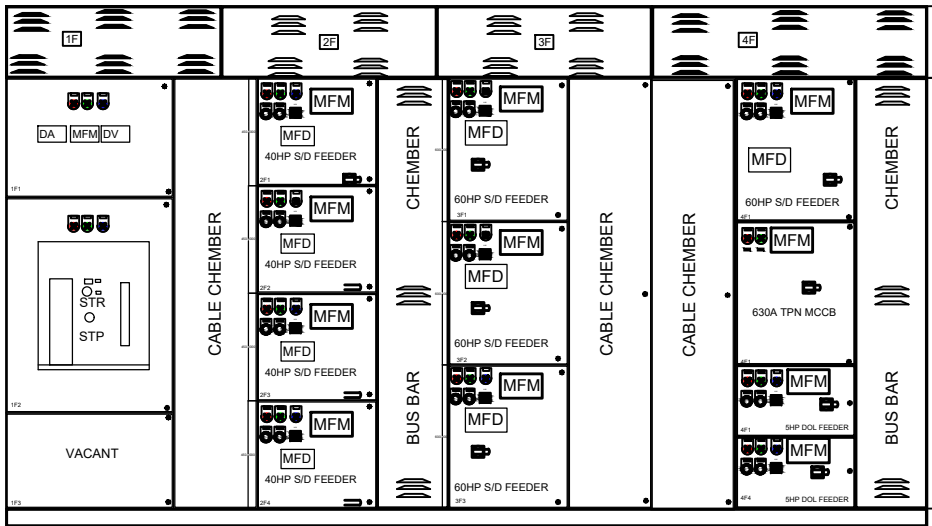 1F
2F
3F
4F
DA
MFM
DV
1F1
STR
STP
1F2
VACANT
1F3
CABLE CHEMBER
MFM
MFD
40HP S/D FEEDER
2F1
MFM
MFD
40HP S/D FEEDER
2F2
MFM
MFD
40HP S/D FEEDER
2F3
MFM
MFD
40HP S/D FEEDER
2F4
BUS BAR
CHEMBER
MFM
MFD
60HP S/D FEEDER
3F1
MFM
MFD
60HP S/D FEEDER
3F2
MFM
MFD
60HP S/D FEEDER
3F3
CABLE CHEMBER
CABLE CHEMBER
MFM
MFD
60HP S/D FEEDER
4F1
MFM
630A TPN MCCB
4F1
MFM
4F1
5HP DOL FEEDER
MFM
4F4
5HP DOL FEEDER
BUS BAR
CHEMBER